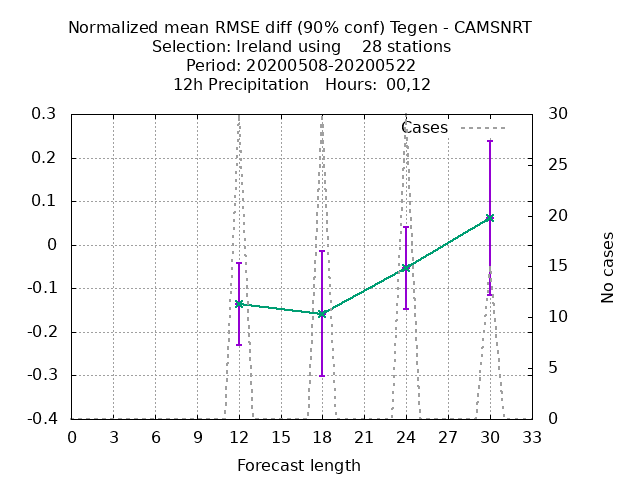 Normalized mean RMSE diff (90% conf) Tegen - CAMSNRT
Selection: Ireland using    28 stations
Period: 20200508-20200522
12h Precipitation   Hours:  00,12
Cases
0.3
0.2
0.1
0
-0.1
-0.2
-0.3
-0.4
30
25
20
15
10
5
0
No cases
0 3 6 9 12 15 18 21 24 27 30 33
Forecast length